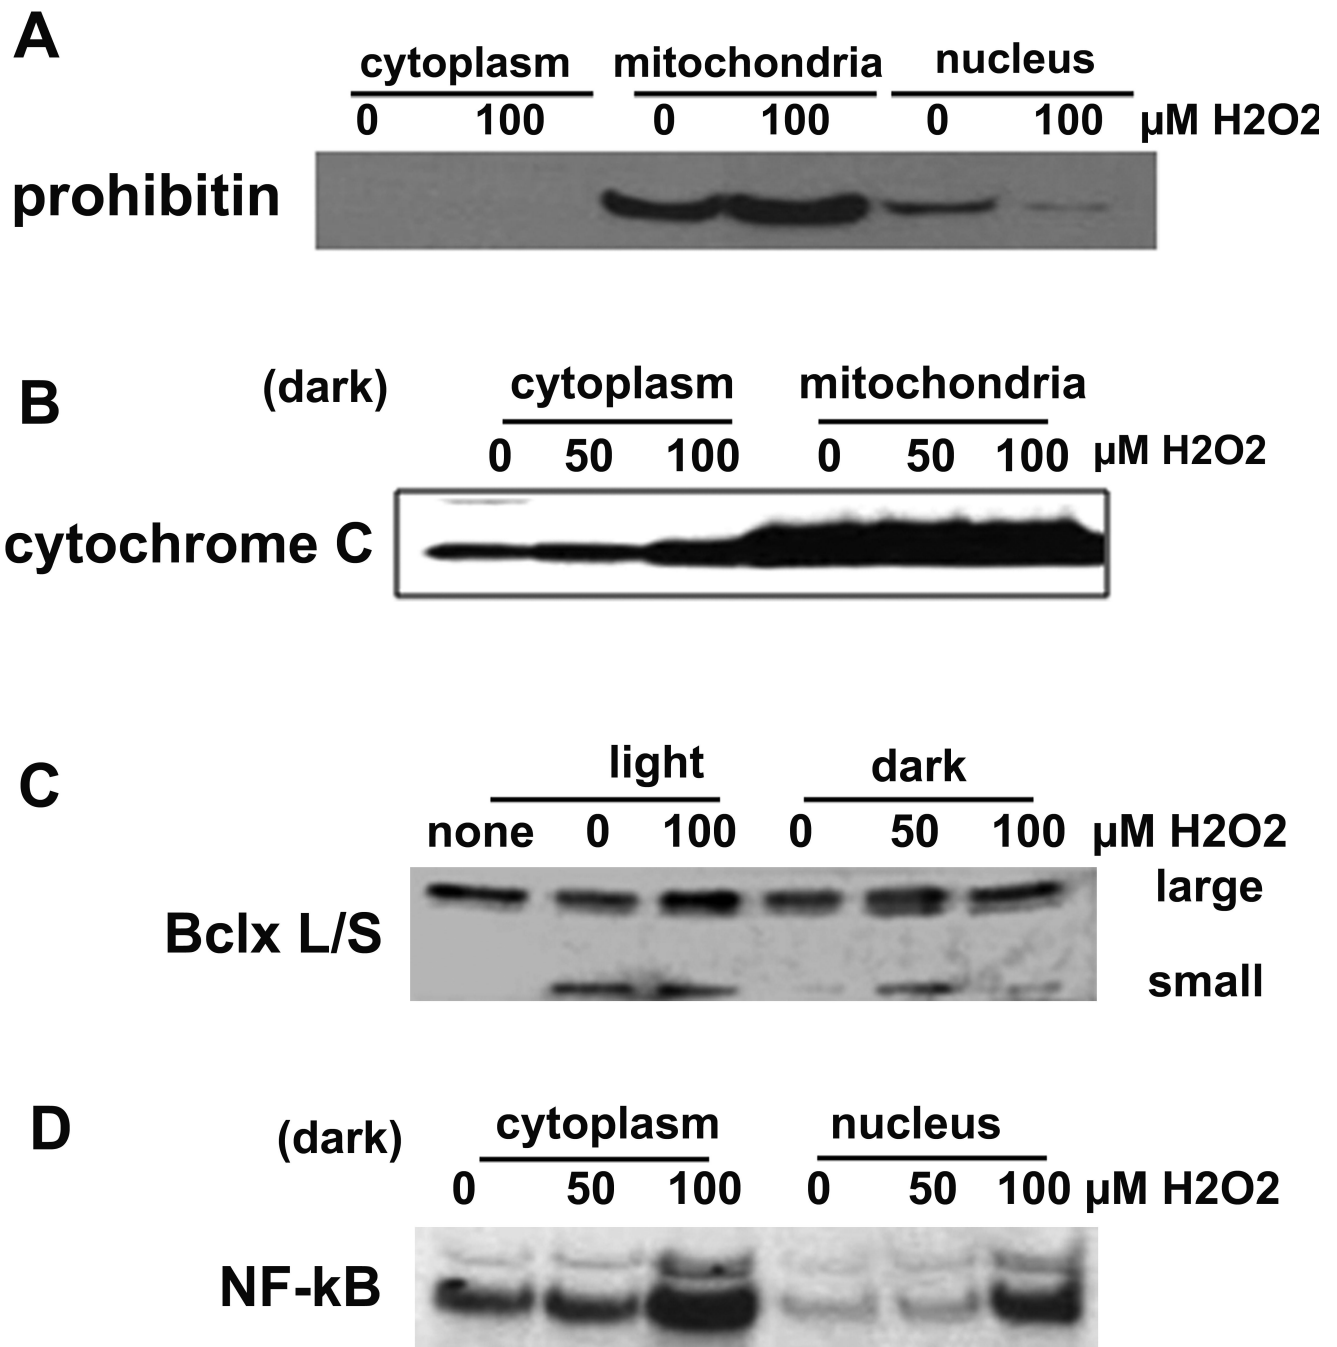 A
cytoplasm mitochondria nucleus
0 100 0 100 0 100 µM H2O2
prohibitin
B (dark) cytoplasm mitochondria
0 50 100 0 50 100 µM H2O2
cytochrome C
C light dark
none 0 100 0 50 100 µM H2O2
large
Bclx L/S
small
D (dark) cytoplasm nucleus
0 50 100 0 50 100 µM H2O2
NF-kB